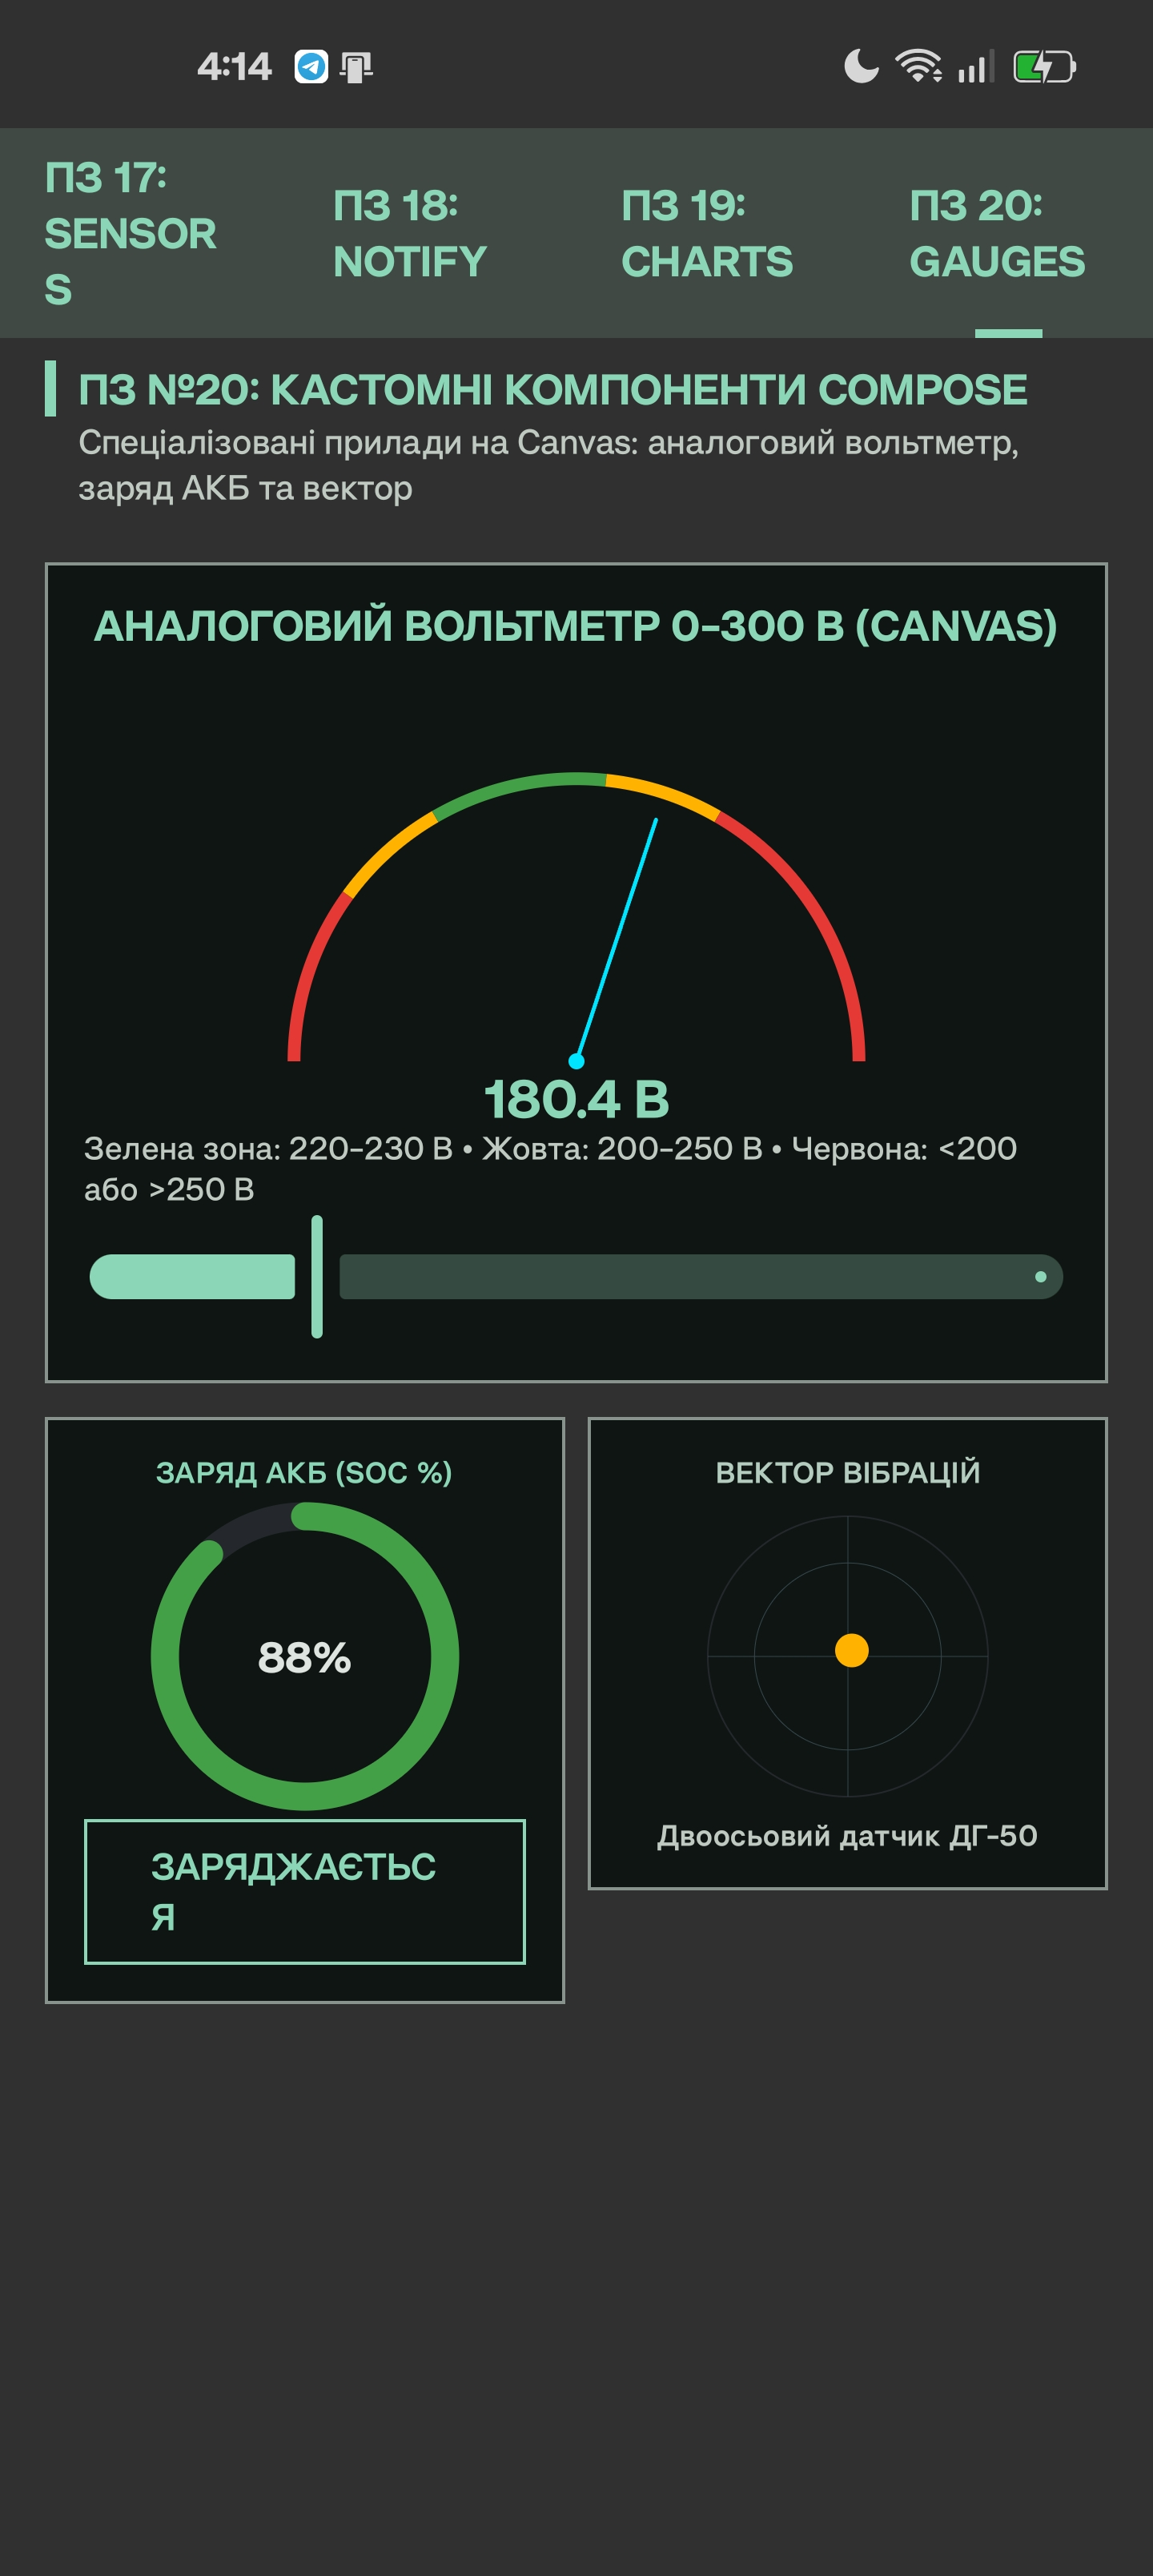 4:14
ПЗ 17:
SENSOR
S
ПЗ 18:
NOTIFY
ПЗ 19:
CHARTS
ПЗ 20:
GAUGES
ПЗ №20: КАСТОМНІ КОМПОНЕНТИ COMPOSE
Спеціалізовані прилади на Canvas: аналоговий вольтметр,
заряд АКБ та вектор
АНАЛОГОВИЙ ВОЛЬТМЕТР 0-300 В (CANVAS)
180.4 В
Зелена зона: 220-230 В • Жовта: 200-250 В • Червона: <200
або >250 В
ЗАРЯД АКБ (SOC %)
88%
ЗАРЯДЖАЄТЬС
Я
ВЕКТОР ВІБРАЦІЙ
Двоосьовий датчик ДГ-50